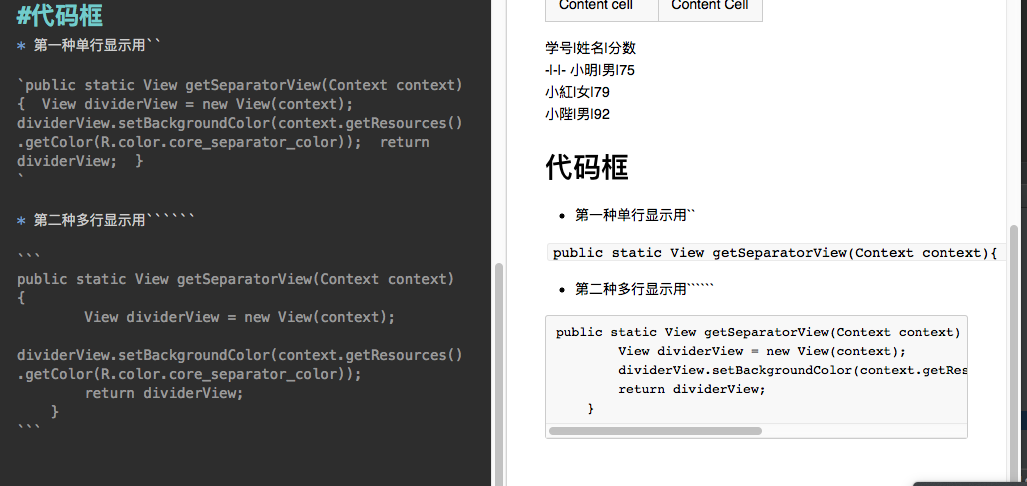 #代码框
* 第一种单行显示用``
`public static View getSeparatorView(Context context)
{  View dividerView = new View(context);
dividerView.setBackgroundColor(context.getResources()
.getColor(R.color.core_separator_color));  return
dividerView;  }
`
* 第二种多行显示用``````
```
public static View getSeparatorView(Context context)
{
        View dividerView = new View(context);
dividerView.setBackgroundColor(context.getResources()
.getColor(R.color.core_separator_color));
        return dividerView;
    }
```
Content cell Content Cell
学号|姓名|分数
-|-|- 小明|男|75
小紅|女|79
小陛|男|92
代码框
• 第一种单行显示用``
public static View getSeparatorView(Context context){
• 第二种多行显示用``````
public static View getSeparatorView(Context context)
        View dividerView = new View(context);
        dividerView.setBackgroundColor(context.getRes
        return dividerView;
    }